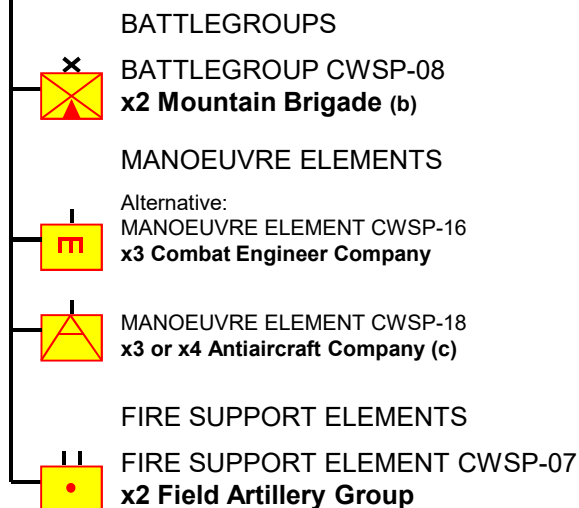 BATTLEGROUPS
BATTLEGROUP CWSP-08
x2 Mountain Brigade (b)
MANOEUVRE ELEMENTS
Alternative:
MANOEUVRE ELEMENT CWSP-16
x3 Combat Engineer Company
MANOEUVRE ELEMENT CWSP-18
x3 or x4 Antiaircraft Company (c)
FIRE SUPPORT ELEMENTS
FIRE SUPPORT ELEMENT CWSP-07
x2 Field Artillery Group